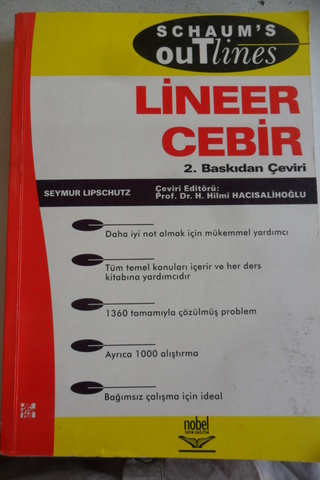 SCHAUM'S
ouTlines
LİNEER
CEBİR
2. Baskıdan Çeviri
SEYMUR LIPSCHUTZ
Çeviri Editörü:
Prof. Dr. H. Hilmi HACISALİHOĞLU
Daha iyi not almak için mükemmel yardımcı
Tüm temel konuları içerir ve her ders
kitabına yardımcıdır
1360 tamamıyla çözülmüş problem
Ayrıca 1000 alıştırma
Bağımsız çalışma için ideal
nobel
YAYIN DAĞITIM